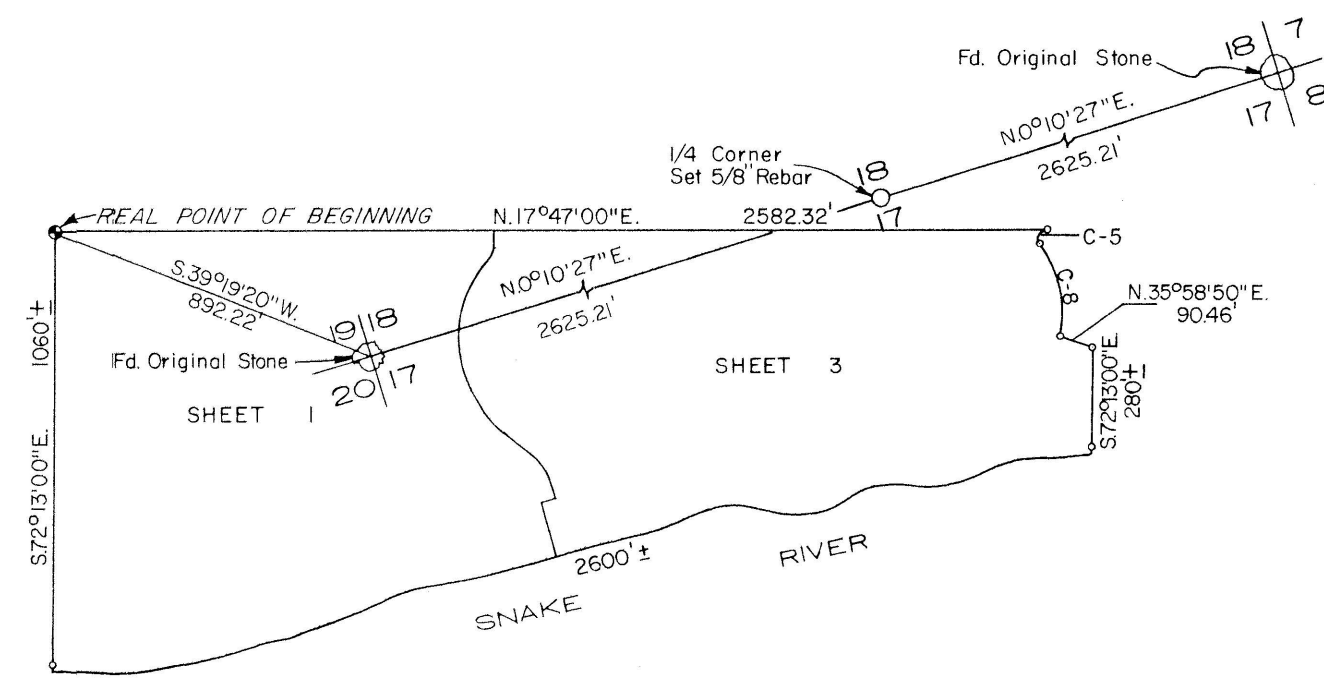 18 7
Fd. Original Stone
17 8
N.0°10'27"E.
2625.21'
1/4 Corner
Set 5/8" Rebar
18
17
REAL POINT OF BEGINNING
N.17°47'00"E.
2582.32'
C-5
C-8
N.35°58'50"E.
90.46'
S.39°19'20"W.
892.22'
N.0°10'27"E.
2625.21'
1060'±
S.72°13'00"E.
19 18
Fd. Original Stone
20 17
SHEET 1
SHEET 3
S.72°13'00"E.
280'±
2600'±
SNAKE RIVER